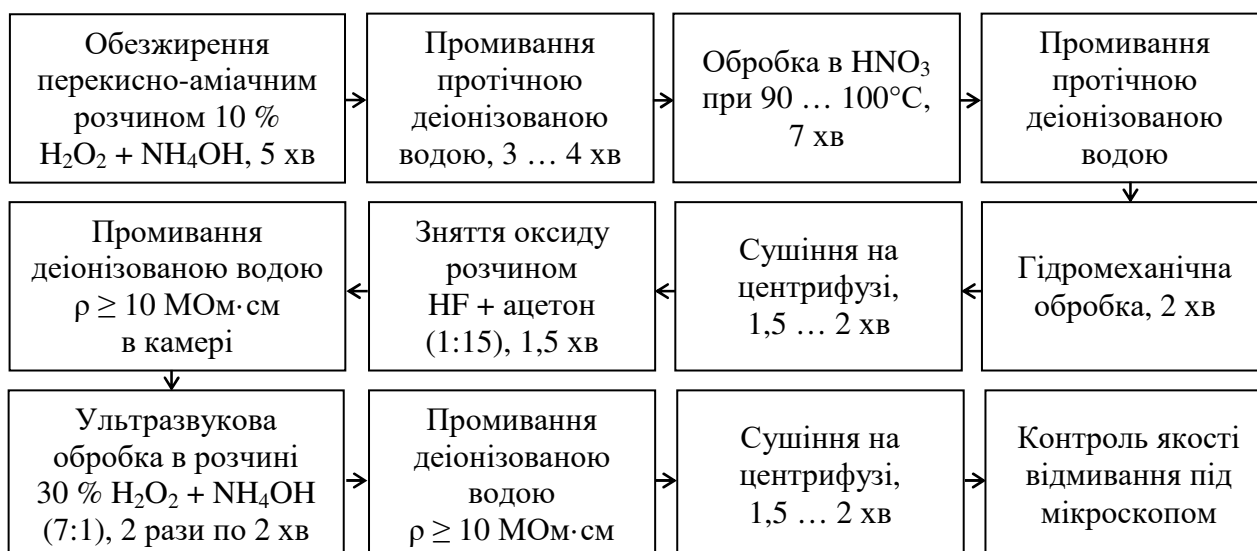 Обезжирення
перекисно-аміачним
розчином 10 %
H₂O₂ + NH₄OH, 5 хв
Промивання
протічною
деіонізованою
водою, 3 … 4 хв
Обробка в HNO₃
при 90 … 100°C,
7 хв
Промивання
протічною
деіонізованою
водою
Гідромеханічна
обробка, 2 хв
Сушіння на
центрифузі,
1,5 … 2 хв
Зняття оксиду
розчином
HF + ацетон
(1:15), 1,5 хв
Промивання
деіонізованою водою
ρ ≥ 10 МОм·см
в камері
Ультразвукова
обробка в розчині
30 % H₂O₂ + NH₄OH
(7:1), 2 рази по 2 хв
Промивання
деіонізованою
водою
ρ ≥ 10 МОм·см
Сушіння на
центрифузі,
1,5 … 2 хв
Контроль якості
відмивання під
мікроскопом